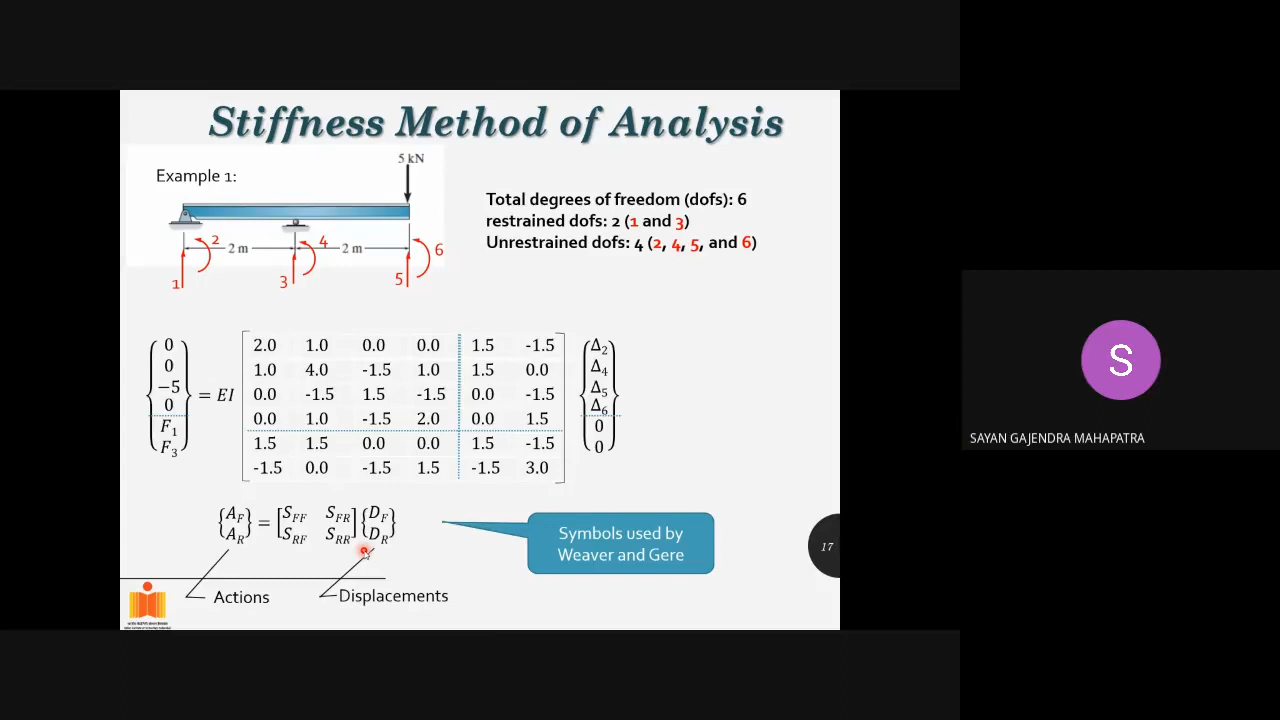 Stiffness Method of Analysis
Example 1:
5 kN
2 m
2 m
1
2
3
4
5
6
Total degrees of freedom (dofs): 6
restrained dofs: 2 (1 and 3)
Unrestrained dofs: 4 (2, 4, 5, and 6)
0 2.0 1.0 0.0 0.0 1.5 -1.5 Δ₂
0 1.0 4.0 -1.5 1.0 1.5 0.0 Δ₄
−5 = EI 0.0 -1.5 1.5 -1.5 0.0 -1.5 Δ₅
0 0.0 1.0 -1.5 2.0 0.0 1.5 Δ₆
F₁ 1.5 1.5 0.0 0.0 1.5 -1.5 0
F₃ -1.5 0.0 -1.5 1.5 -1.5 3.0 0
{A_F = [S_FF S_FR] {D_F}
A_R S_RF S_RR D_R
Symbols used by
Weaver and Gere
Actions
Displacements
17
S
SAYAN GAJENDRA MAHAPATRA